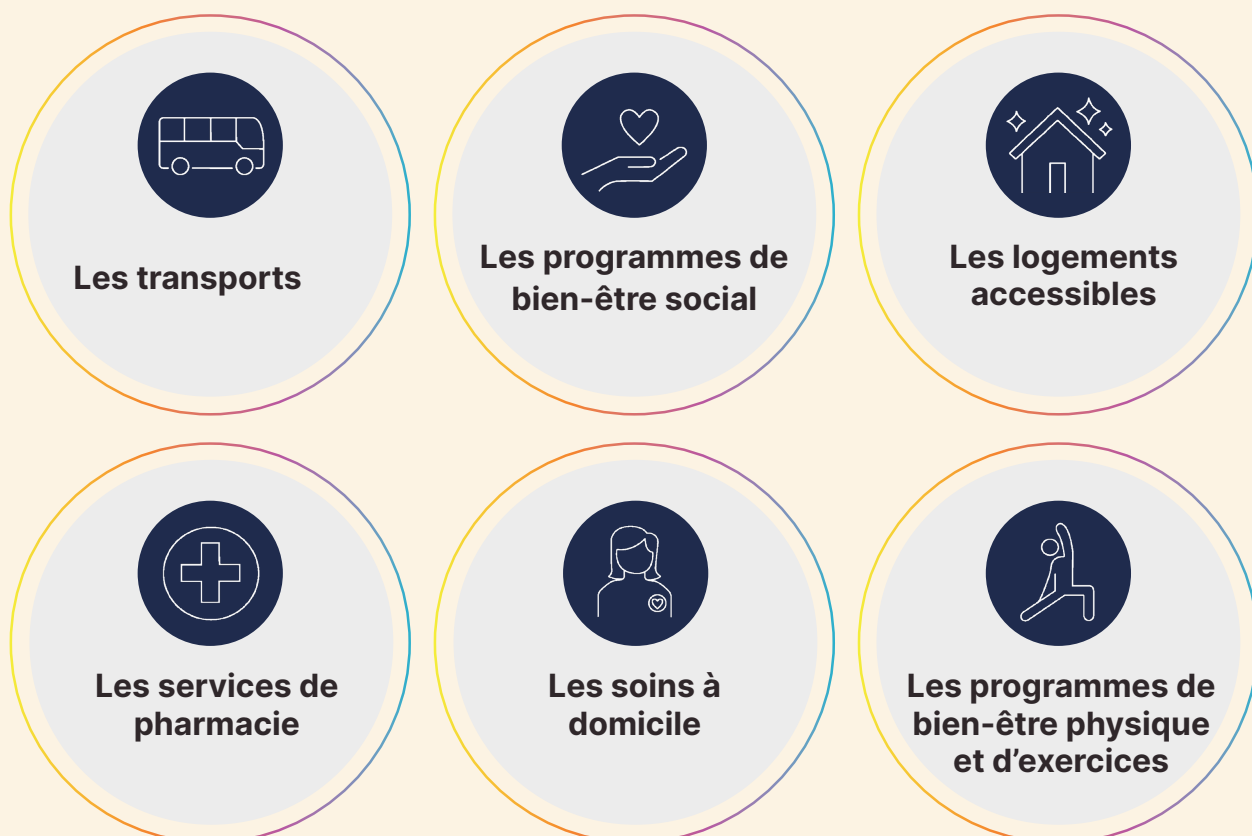 Les transports
Les programmes de
bien-être social
Les logements
accessibles
Les services de
pharmacie
Les soins à
domicile
Les programmes de
bien-être physique
et d’exercices